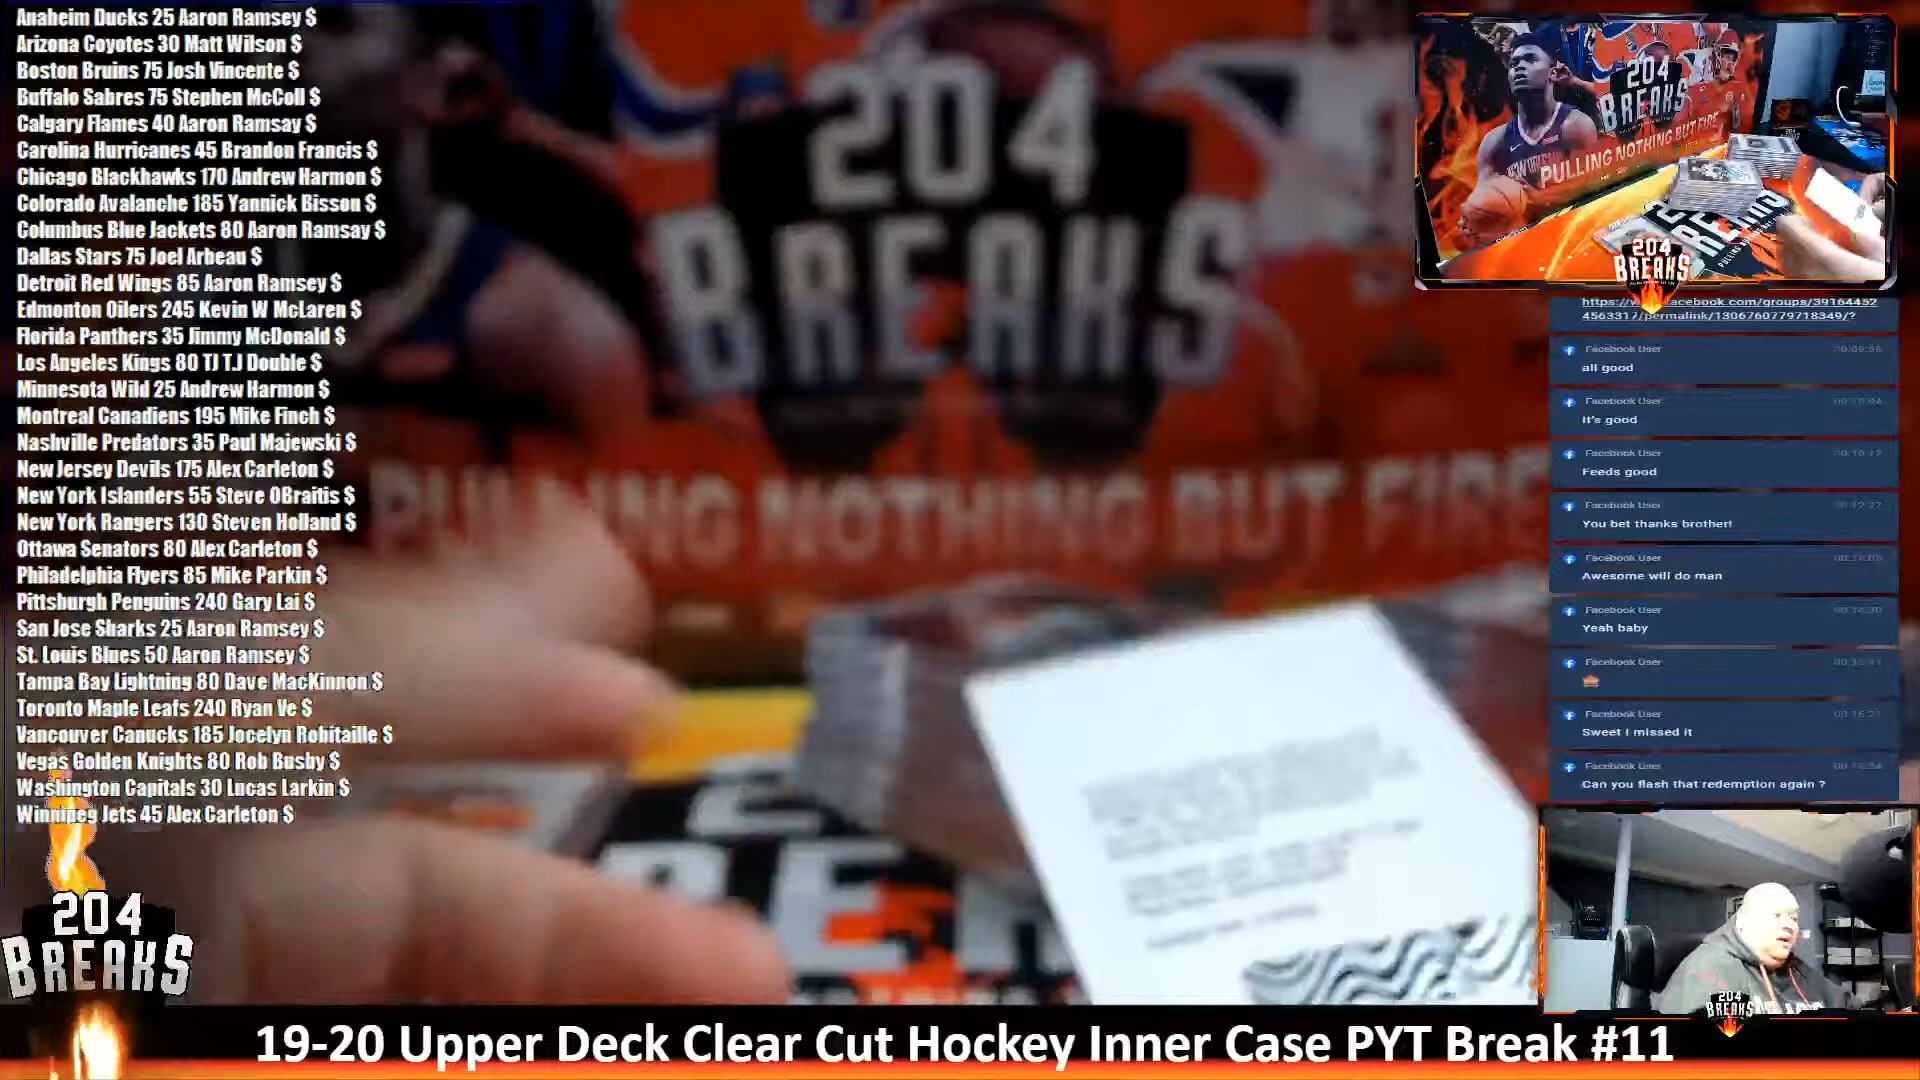 Anaheim Ducks 25 Aaron Ramsey $
Arizona Coyotes 30 Matt Wilson $
Boston Bruins 75 Josh Vincente $
Buffalo Sabres 75 Stephen McColl $
Calgary Flames 40 Aaron Ramsay $
Carolina Hurricanes 45 Brandon Francis $
Chicago Blackhawks 170 Andrew Harmon $
Colorado Avalanche 185 Yannick Bisson $
Columbus Blue Jackets 80 Aaron Ramsay $
Dallas Stars 75 Joel Arbeau $
Detroit Red Wings 85 Aaron Ramsey $
Edmonton Oilers 245 Kevin W McLaren $
Florida Panthers 35 Jimmy McDonald $
Los Angeles Kings 80 TJ T.J Double $
Minnesota Wild 25 Andrew Harmon $
Montreal Canadiens 195 Mike Finch $
Nashville Predators 35 Paul Majewski $
New Jersey Devils 175 Alex Carleton $
New York Islanders 55 Steve OBraitis $
New York Rangers 130 Steven Holland $
Ottawa Senators 80 Alex Carleton $
Philadelphia Flyers 85 Mike Parkin $
Pittsburgh Penguins 240 Gary Lai $
San Jose Sharks 25 Aaron Ramsey $
St. Louis Blues 50 Aaron Ramsey $
Tampa Bay Lightning 80 Dave MacKinnon $
Toronto Maple Leafs 240 Ryan Ve $
Vancouver Canucks 185 Jocelyn Robitaille $
Vegas Golden Knights 80 Rob Busby $
Washington Capitals 30 Lucas Larkin $
Winnipeg Jets 45 Alex Carleton $
204
BREAKS
204
BREAKS
PULLING NOTHING BUT FIRE
204
BREAKS
PULLING NOTHING BUT FIRE
204
BREAKS
4563317/permalink/1306760779718349/?
Facebook User
all good
Facebook User
It's good
Facebook User
Feeds good
Facebook User
You bet thanks brother!
Facebook User
Awesome will do man
Facebook User
Yeah baby
Facebook User
Facebook User
Sweet I missed it
Facebook User
Can you flash that redemption again ?
204
BREAKS
19-20 Upper Deck Clear Cut Hockey Inner Case PYT Break #11